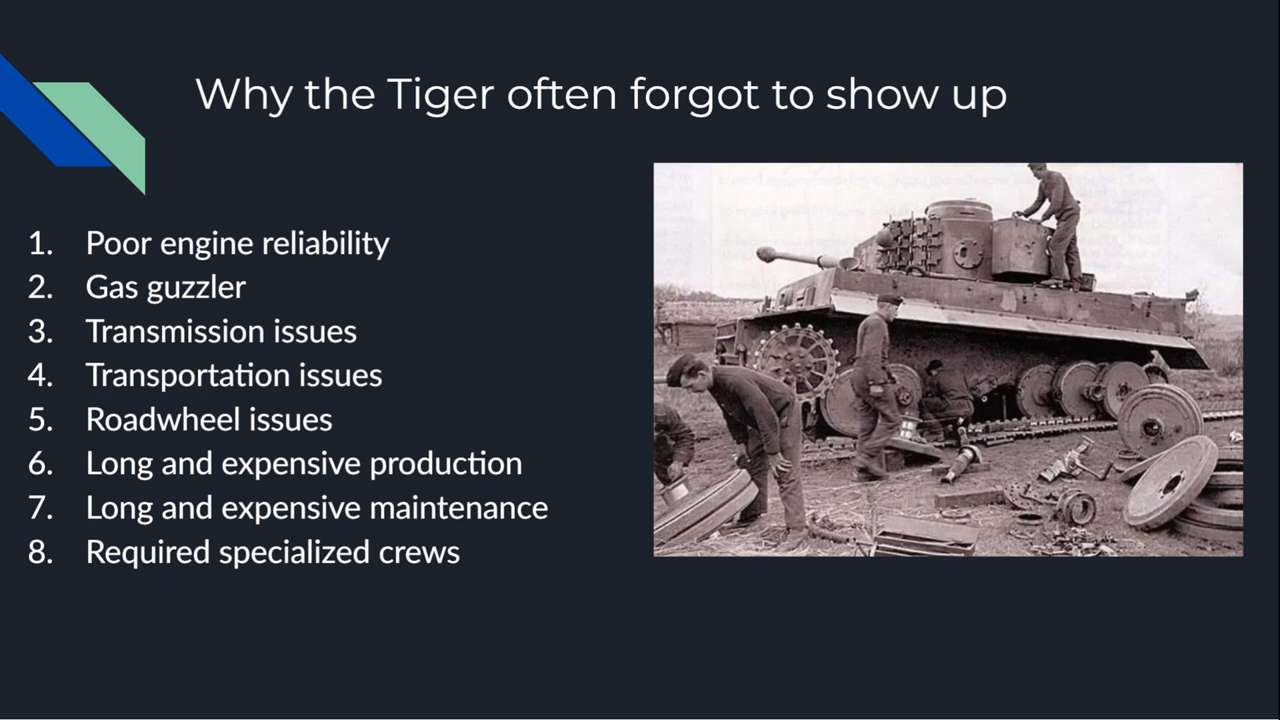 Why the Tiger often forgot to show up
1. Poor engine reliability
2. Gas guzzler
3. Transmission issues
4. Transportation issues
5. Roadwheel issues
6. Long and expensive production
7. Long and expensive maintenance
8. Required specialized crews